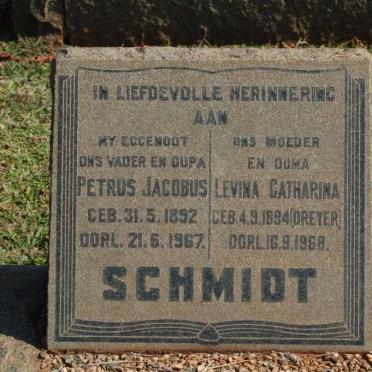 IN LIEFDEVOLLE HERINNERING
AAN
MY EGGENOOT
ONS VADER EN OUPA
PETRUS JACOBUS
GEB. 31. 5. 1892
OORL. 21. 6. 1967.
ONS MOEDER
EN OUMA
LEVINA CATHARINA
GEB. 4. 9. 1894 (DREYER)
OORL. 16. 9. 1968.
SCHMIDT